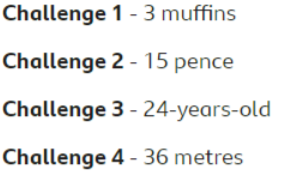 Challenge 1 - 3 muffins
Challenge 2 - 15 pence
Challenge 3 - 24-years-old
Challenge 4 - 36 metres